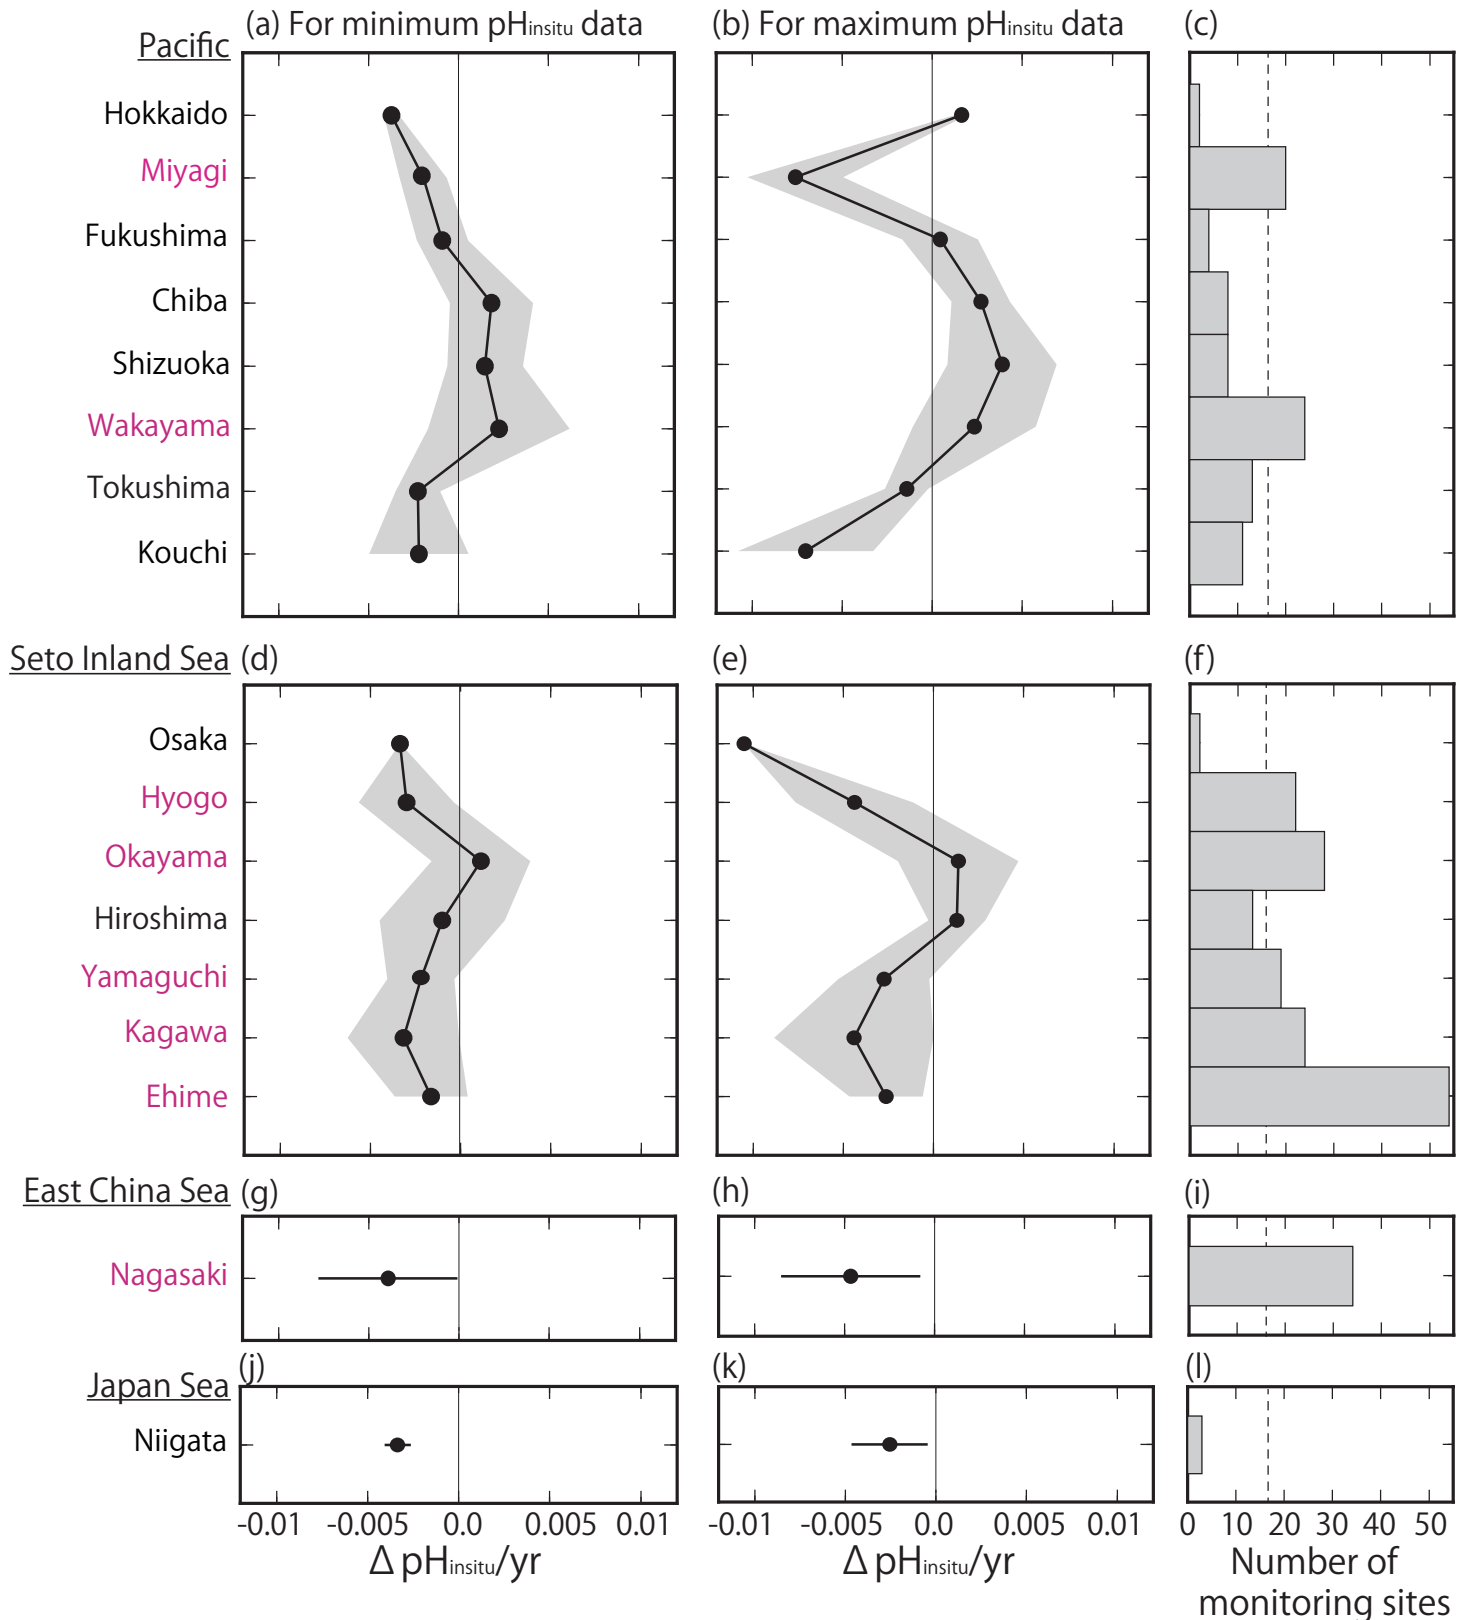 (a) For minimum pHinsitu data
(b) For maximum pHinsitu data
(c)
Pacific
Hokkaido
Miyagi
Fukushima
Chiba
Shizuoka
Wakayama
Tokushima
Kouchi
Seto Inland Sea
(d)
(e)
(f)
Osaka
Hyogo
Okayama
Hiroshima
Yamaguchi
Kagawa
Ehime
East China Sea
(g)
(h)
(i)
Nagasaki
(j)
(k)
(l)
Japan Sea
Niigata
-0.01 -0.005 0.0 0.005 0.01
-0.01 -0.005 0.0 0.005 0.01
0 10 20 30 40 50
Δ pHinsitu/yr
Δ pHinsitu/yr
Number of
monitoring sites